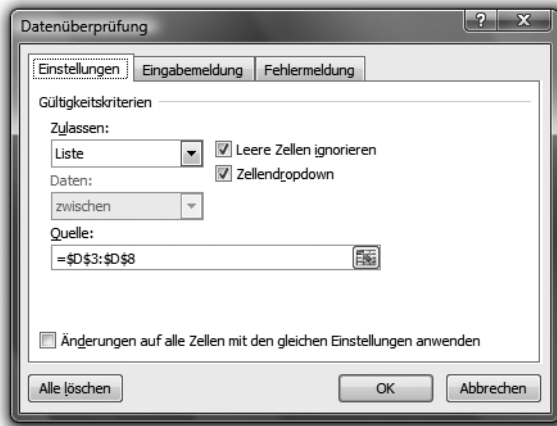 Datenüberprüfung
Einstellungen Eingabemeldung Fehlermeldung
Gültigkeitskriterien
Zulassen:
Liste
Leere Zellen ignorieren
Daten:
Zellendropdown
zwischen
Quelle:
=$D$3:$D$8
Änderungen auf alle Zellen mit den gleichen Einstellungen anwenden
Alle löschen OK Abbrechen